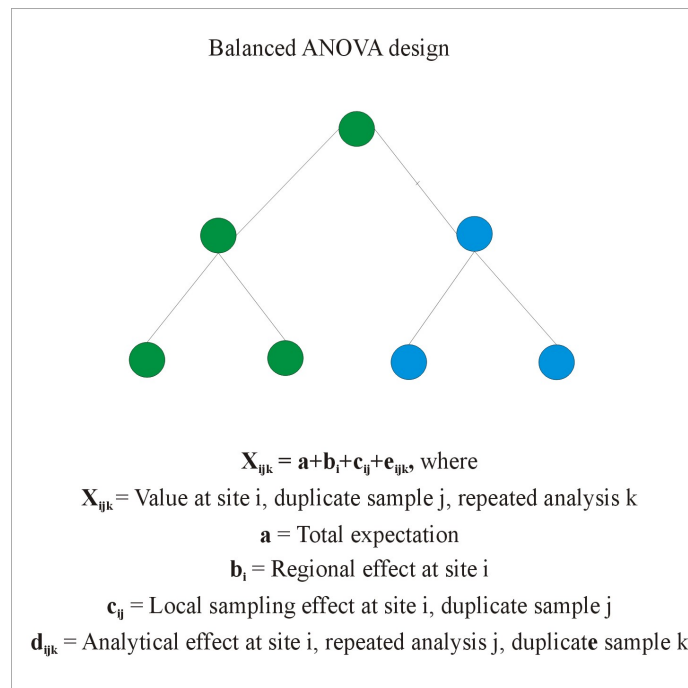 Balanced ANOVA design
Xijk = a+bi+cij+eijk, where
Xijk = Value at site i, duplicate sample j, repeated analysis k
a = Total expectation
bi = Regional effect at site i
cij = Local sampling effect at site i, duplicate sample j
dijk = Analytical effect at site i, repeated analysis j, duplicate sample k